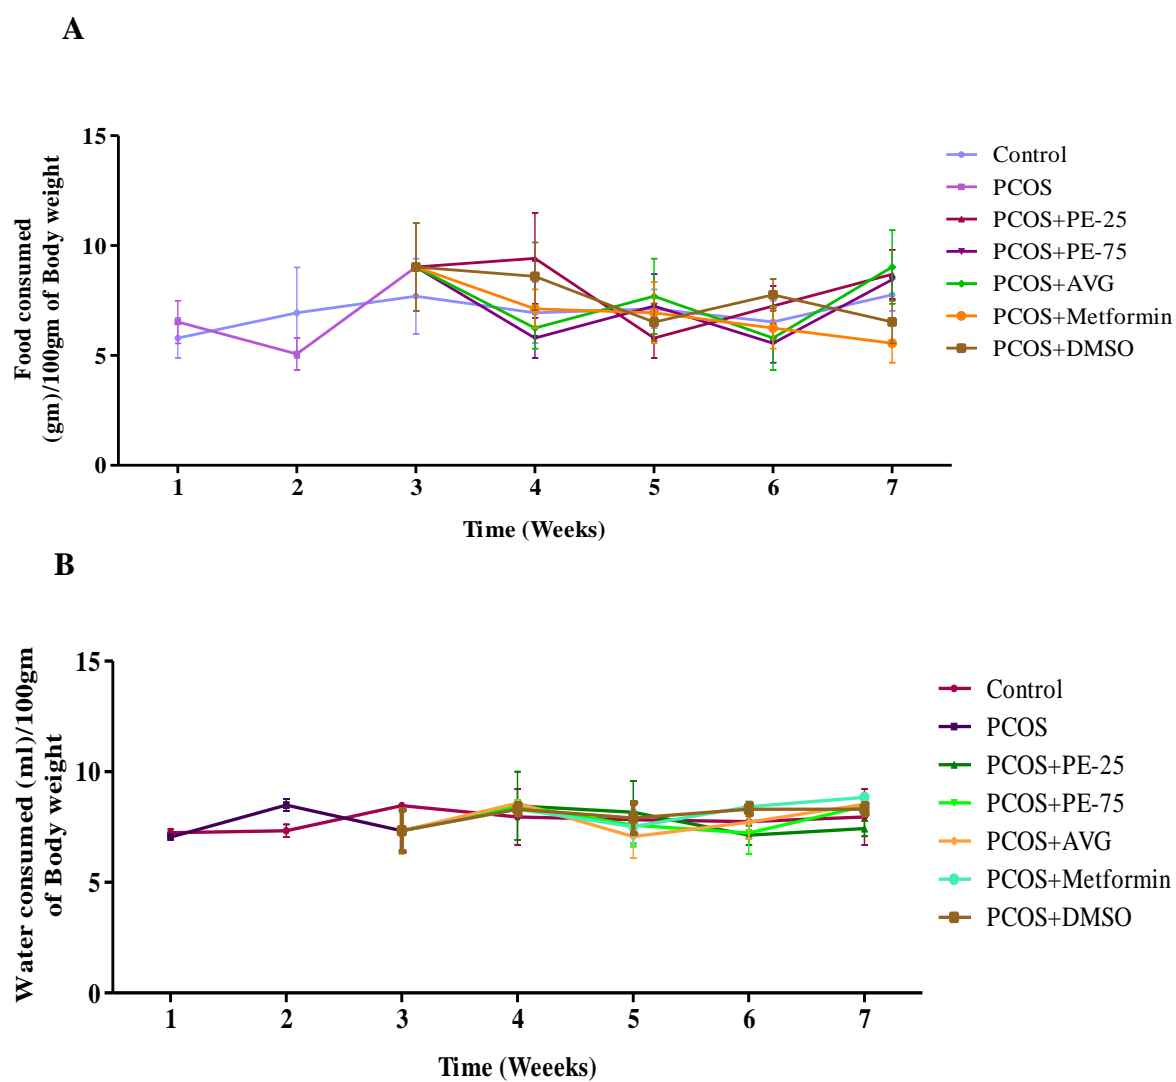 A
15
10
5
0
Food consumed
(gm)/100gm of Body weight
1 2 3 4 5 6 7
Time (Weeks)
Control
PCOS
PCOS+PE-25
PCOS+PE-75
PCOS+AVG
PCOS+Metformin
PCOS+DMSO
B
15
10
5
0
Water consumed (ml)/100gm
of Body weight
1 2 3 4 5 6 7
Time (Weeeks)
Control
PCOS
PCOS+PE-25
PCOS+PE-75
PCOS+AVG
PCOS+Metformin
PCOS+DMSO